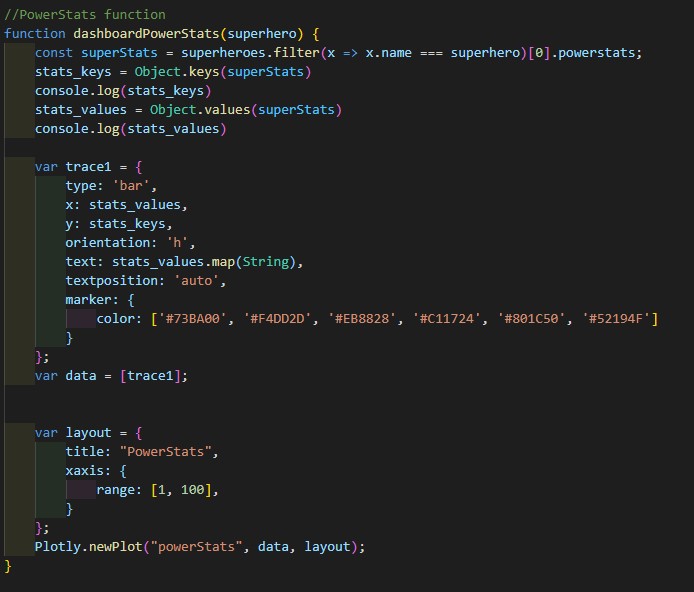 //PowerStats function
function dashboardPowerStats(superhero) {
const superStats = superheroes.filter(x => x.name === superhero)[0].powerstats;
stats_keys = Object.keys(superStats)
console.log(stats_keys)
stats_values = Object.values(superStats)
console.log(stats_values)
var trace1 = {
type: 'bar',
x: stats_values,
y: stats_keys,
orientation: 'h',
text: stats_values.map(String),
textposition: 'auto',
marker: {
color: ['#73BA00', '#F4DD2D', '#EB8828', '#C11724', '#801C50', '#52194F']
}
};
var data = [trace1];
var layout = {
title: "PowerStats",
xaxis: {
range: [1, 100],
}
};
Plotly.newPlot("powerStats", data, layout);
}